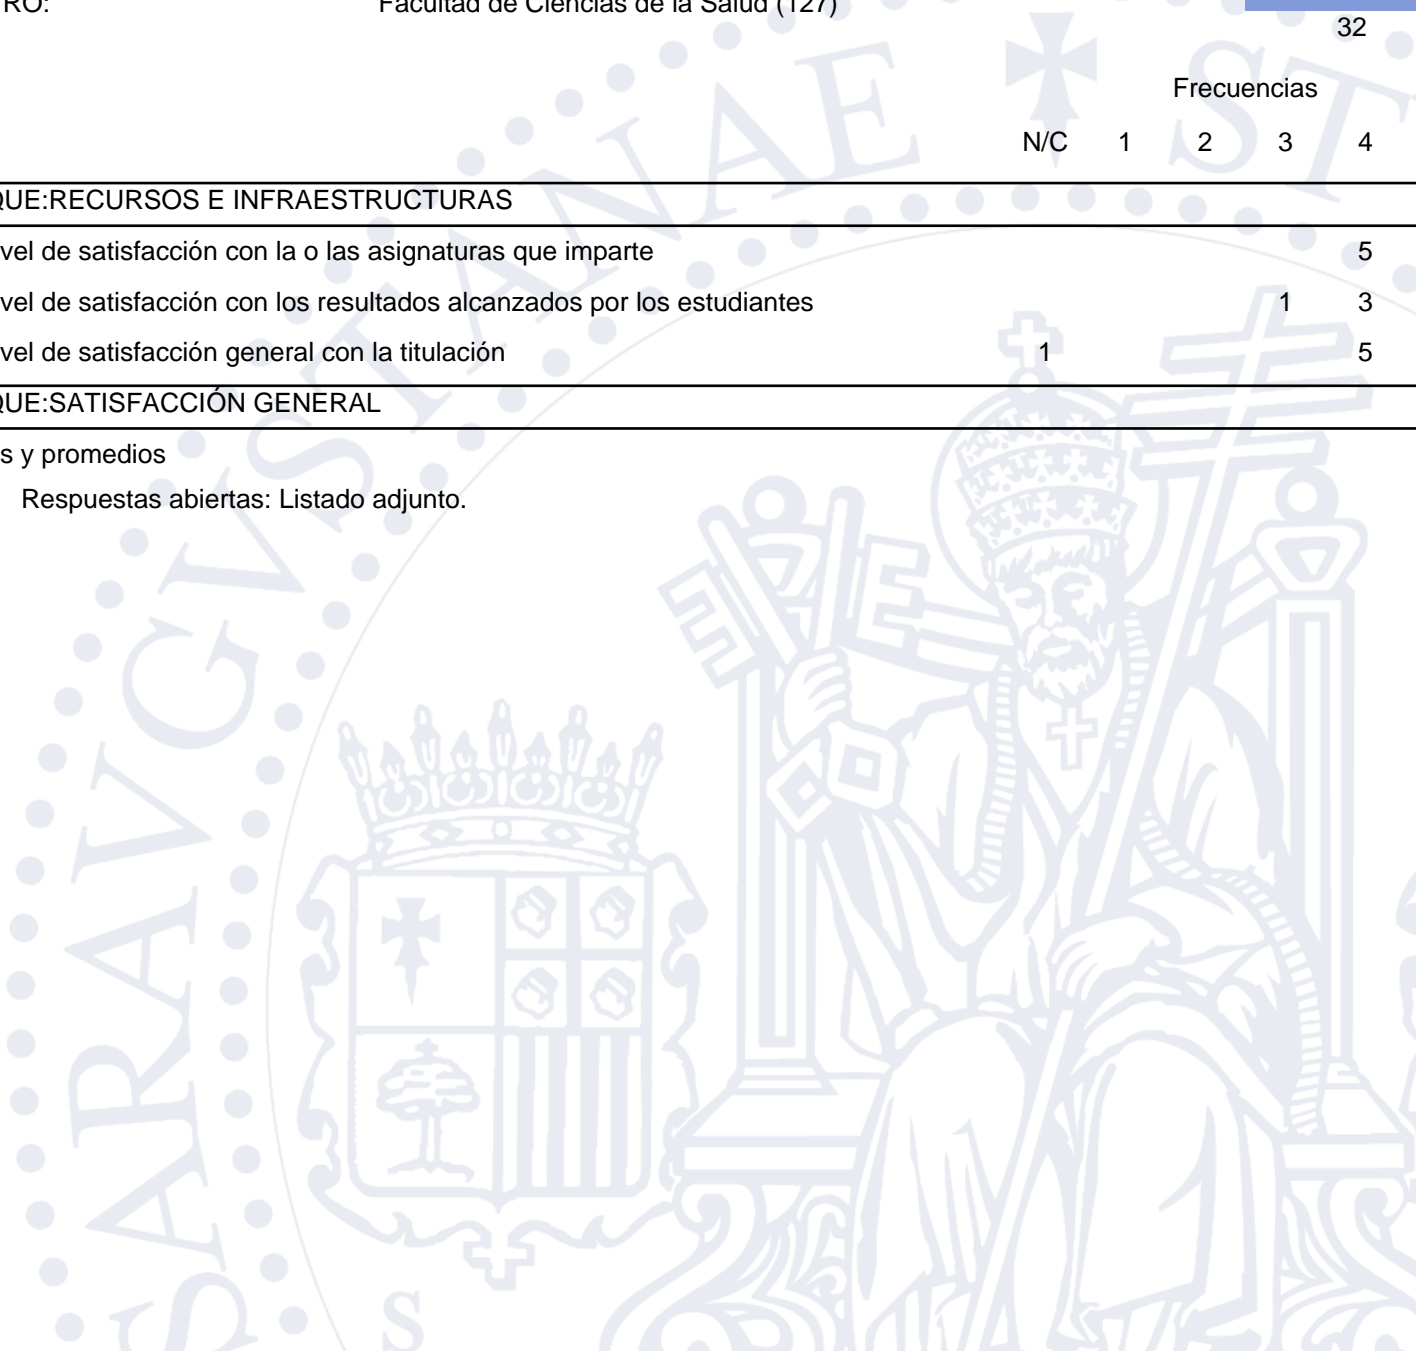 RO: Facultad de Ciencias de la Salud (127)
32
Frecuencias
N/C 1 2 3 4
QUE:RECURSOS E INFRAESTRUCTURAS
vel de satisfacción con la o las asignaturas que imparte 5
vel de satisfacción con los resultados alcanzados por los estudiantes 1 3
vel de satisfacción general con la titulación 1 5
QUE:SATISFACCIÓN GENERAL
s y promedios
Respuestas abiertas: Listado adjunto.